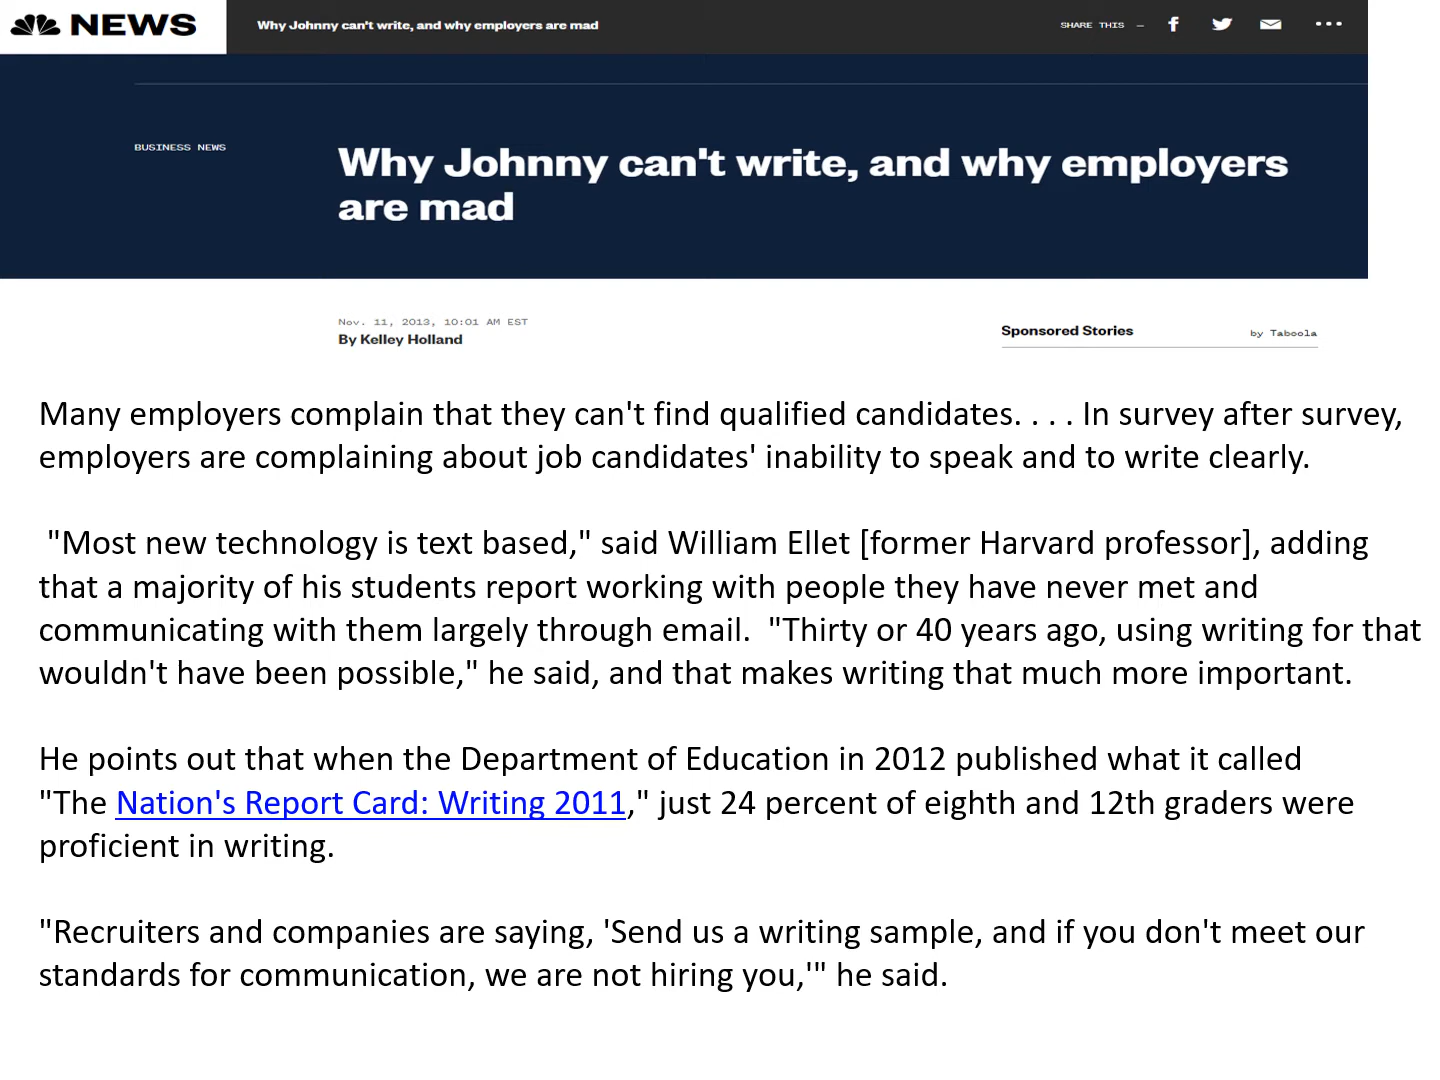 NEWS
Why Johnny can't write, and why employers are mad
SHARE THIS —
BUSINESS NEWS
Why Johnny can't write, and why employers
are mad
Nov. 11, 2013, 10:01 AM EST
By Kelley Holland
Sponsored Stories
by Taboola
Many employers complain that they can't find qualified candidates. . . . In survey after survey,
employers are complaining about job candidates' inability to speak and to write clearly.
"Most new technology is text based," said William Ellet [former Harvard professor], adding
that a majority of his students report working with people they have never met and
communicating with them largely through email.  "Thirty or 40 years ago, using writing for that
wouldn't have been possible," he said, and that makes writing that much more important.
He points out that when the Department of Education in 2012 published what it called
"The Nation's Report Card: Writing 2011," just 24 percent of eighth and 12th graders were
proficient in writing.
"Recruiters and companies are saying, 'Send us a writing sample, and if you don't meet our
standards for communication, we are not hiring you,'" he said.